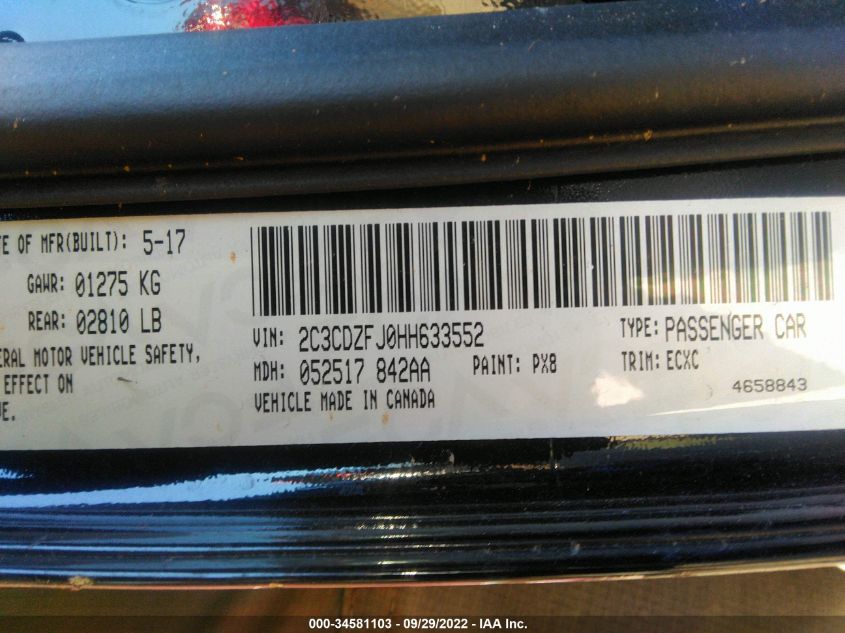 TE OF MFR(BUILT): 5-17
GAWR: 01275 KG
REAR: 02810 LB
ERAL MOTOR VEHICLE SAFETY,
EFFECT ON
VE.
VIN: 2C3CDZFJ0HH633552
TYPE: PASSENGER CAR
MDH: 052517 842AA
PAINT: PX8
TRIM: ECXC
VEHICLE MADE IN CANADA
4658843
000-34581103 - 09/29/2022 - IAA Inc.